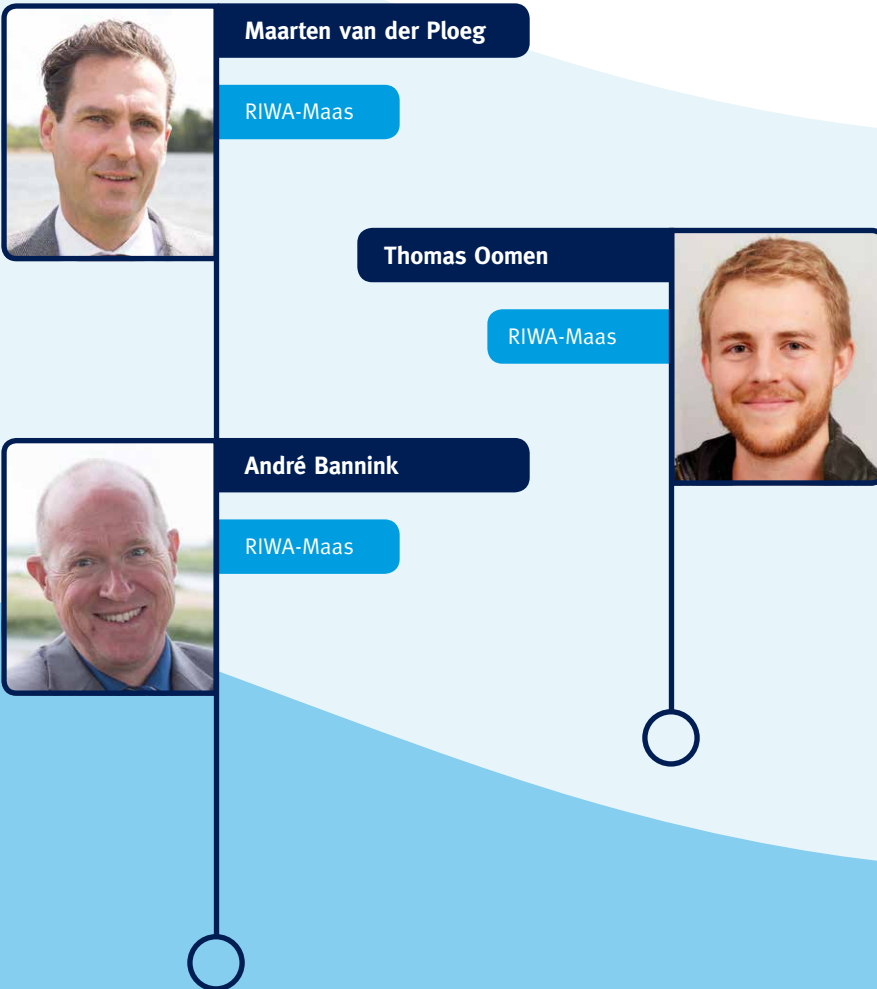 Maarten van der Ploeg
RIWA-Maas
Thomas Oomen
RIWA-Maas
André Bannink
RIWA-Maas